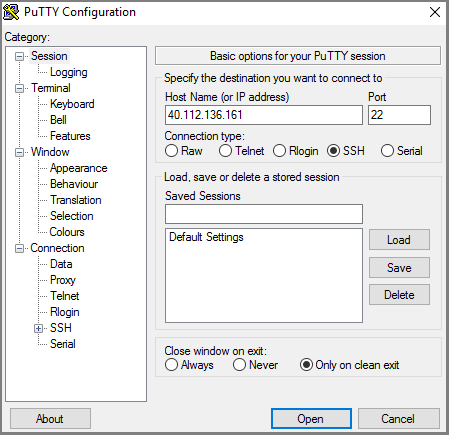 PuTTY Configuration
Category:
Session
Logging
Terminal
Keyboard
Bell
Features
Window
Appearance
Behaviour
Translation
Selection
Colours
Connection
Data
Proxy
Telnet
Rlogin
SSH
Serial
Basic options for your PuTTY session
Specify the destination you want to connect to
Host Name (or IP address) Port
40.112.136.161 22
Connection type:
Raw Telnet Rlogin SSH Serial
Load, save or delete a stored session
Saved Sessions
Default Settings
Load
Save
Delete
Close window on exit:
Always Never Only on clean exit
About Open Cancel